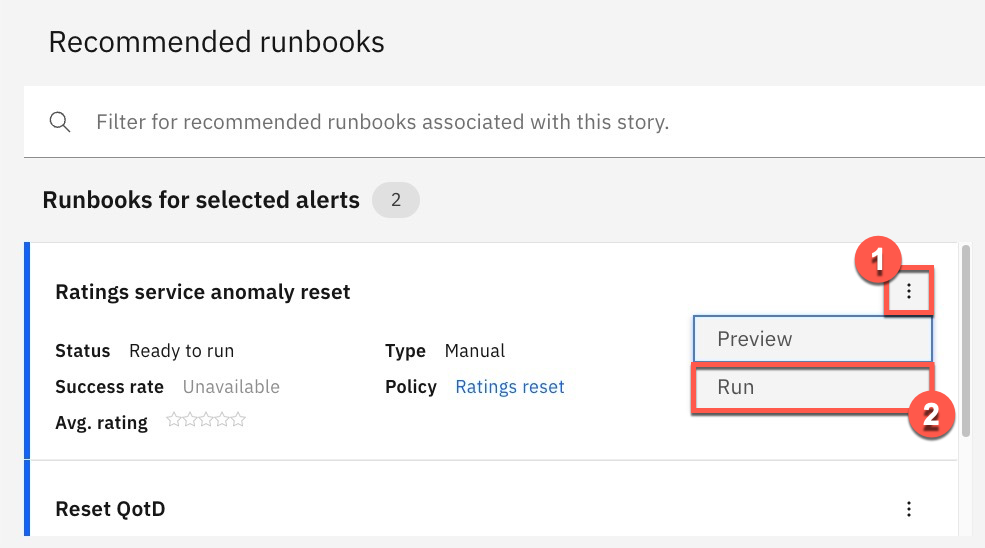 Recommended runbooks
Filter for recommended runbooks associated with this story.
Runbooks for selected alerts 2
1
Ratings service anomaly reset
Status Ready to run Type Manual Preview
Success rate Unavailable Policy Ratings reset Run
2
Avg. rating
Reset QotD